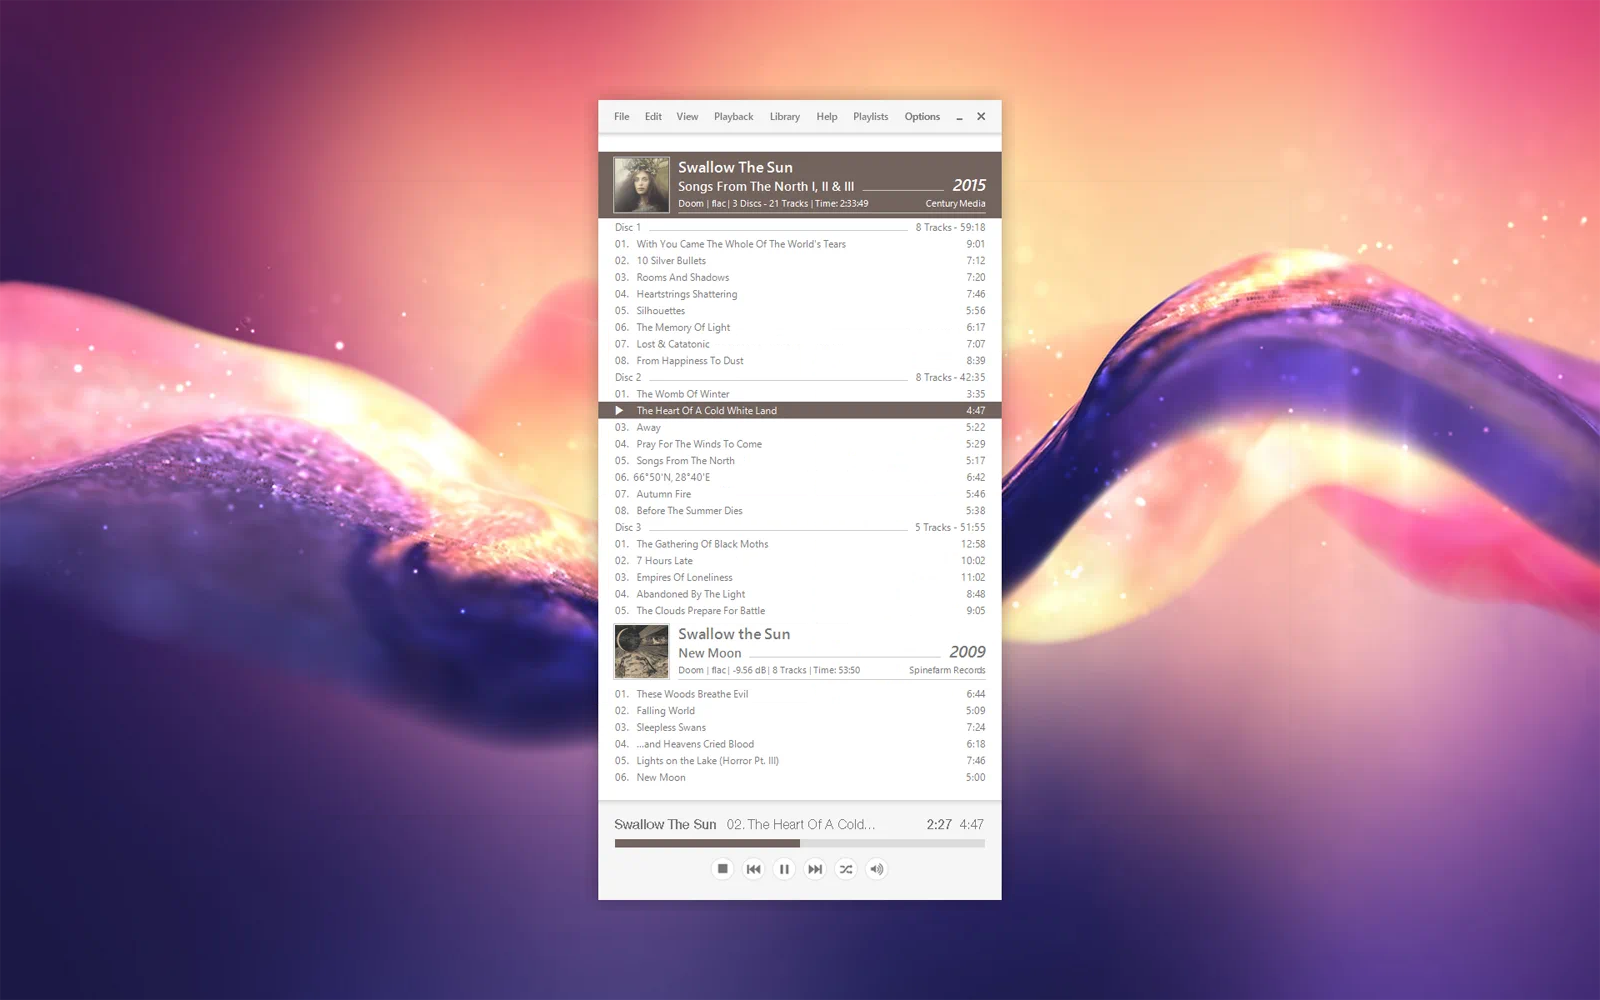 File Edit View Playback Library Help Playlists Options
Swallow The Sun
Songs From The North I, II & III 2015
Doom | flac | 3 Discs - 21 Tracks | Time: 2:33:49 Century Media
Disc 1 8 Tracks - 59:18
01. With You Came The Whole Of The World's Tears 9:01
02. 10 Silver Bullets 7:12
03. Rooms And Shadows 7:20
04. Heartstrings Shattering 7:46
05. Silhouettes 5:56
06. The Memory Of Light 6:17
07. Lost & Catatonic 7:07
08. From Happiness To Dust 8:39
Disc 2 8 Tracks - 42:35
01. The Womb Of Winter 3:35
The Heart Of A Cold White Land 4:47
03. Away 5:22
04. Pray For The Winds To Come 5:29
05. Songs From The North 5:17
06. 66°50'N, 28°40'E 6:42
07. Autumn Fire 5:46
08. Before The Summer Dies 5:38
Disc 3 5 Tracks - 51:55
01. The Gathering Of Black Moths 12:58
02. 7 Hours Late 10:02
03. Empires Of Loneliness 11:02
04. Abandoned By The Light 8:48
05. The Clouds Prepare For Battle 9:05
Swallow the Sun
New Moon 2009
Doom | flac | -9.56 dB | 8 Tracks | Time: 53:50 Spinefarm Records
01. These Woods Breathe Evil 6:44
02. Falling World 5:09
03. Sleepless Swans 7:24
04. ...and Heavens Cried Blood 6:18
05. Lights on the Lake (Horror Pt. III) 7:46
06. New Moon 5:00
Swallow The Sun 02. The Heart Of A Cold... 2:27 4:47